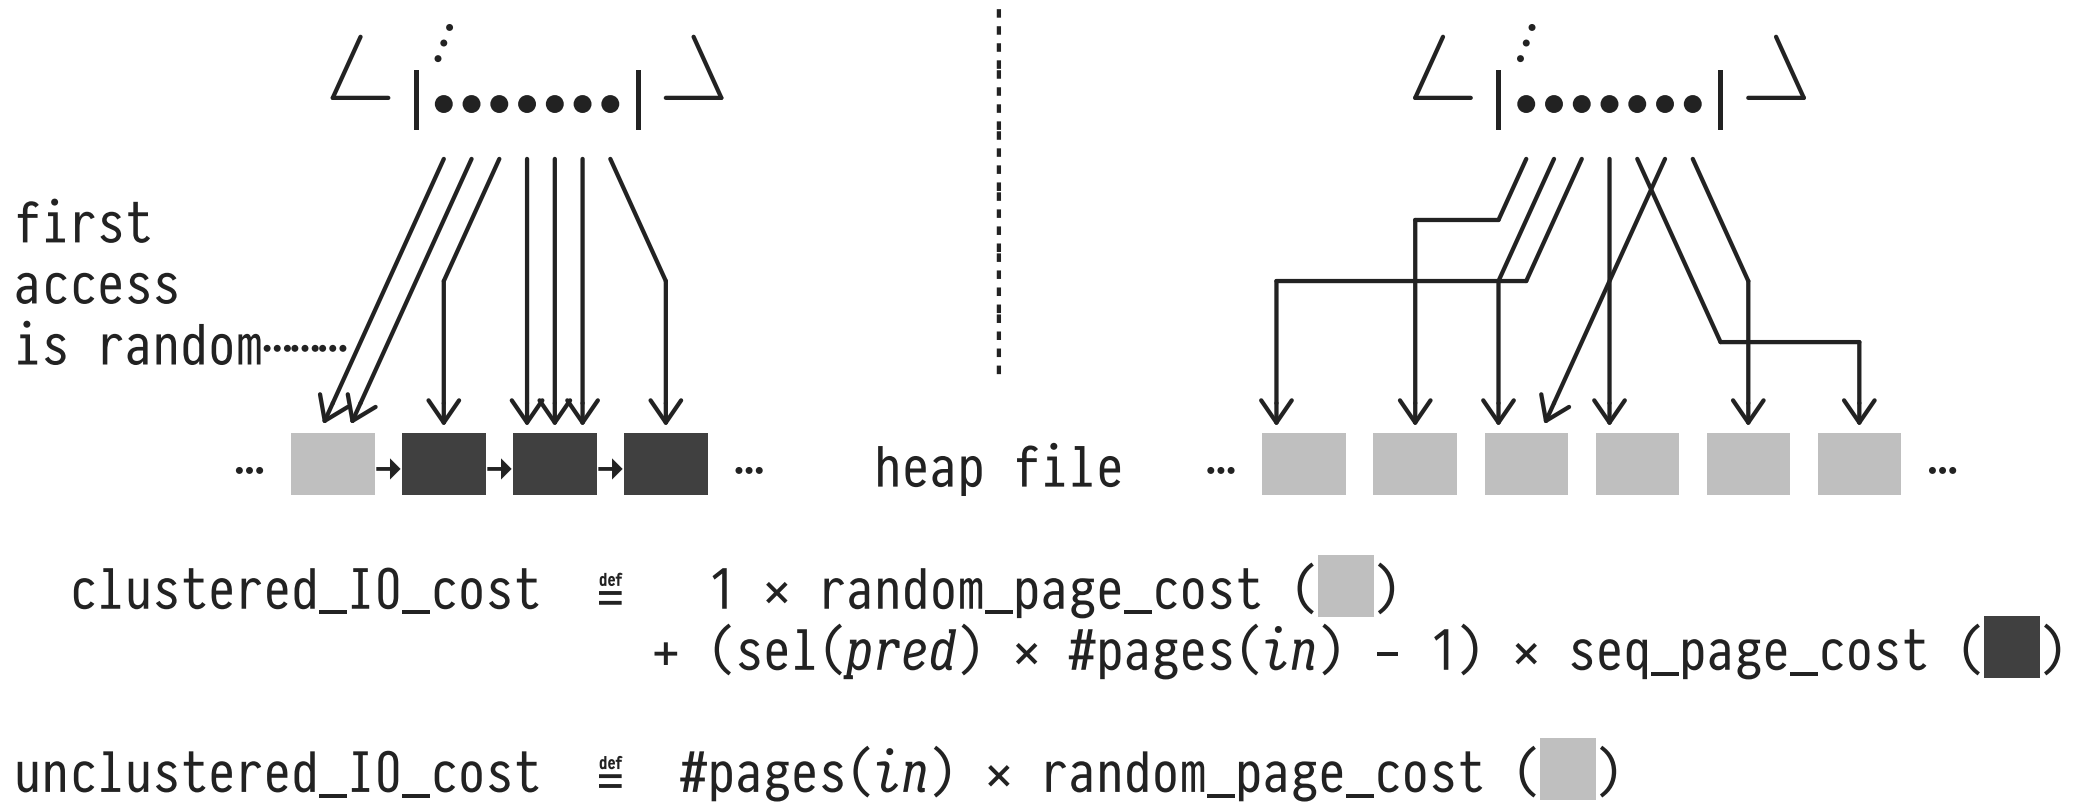 first
access
is random
heap file
clustered_IO_cost ≝ 1 × random_page_cost ( )
+ (sel(pred) × #pages(in) − 1) × seq_page_cost ( )
unclustered_IO_cost ≝ #pages(in) × random_page_cost ( )